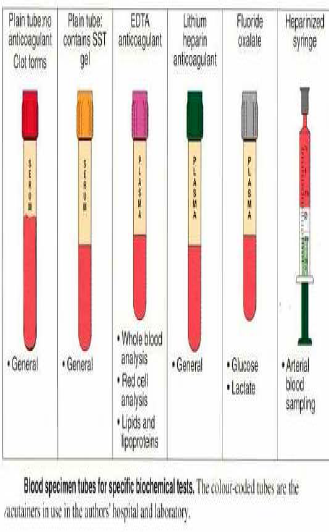 Plain tube:no
anticoagulant
Clot forms
Plain tube:
contains SST
gel
EDTA
anticoagulant
Lithium
heparin
anticoagulant
Fluoride
oxalate
Heparinized
syringe
SERUM
SERUM
PLASMA
PLASMA
PLASMA
• General
• General
• Whole blood
analysis
• Red cell
analysis
• Lipids and
lipoproteins
• General
• Glucose
• Lactate
• Arterial
blood
sampling
Blood specimen tubes for specific biochemical tests. The colour-coded tubes are the
vacutainers in use in the authors' hospital and laboratory.